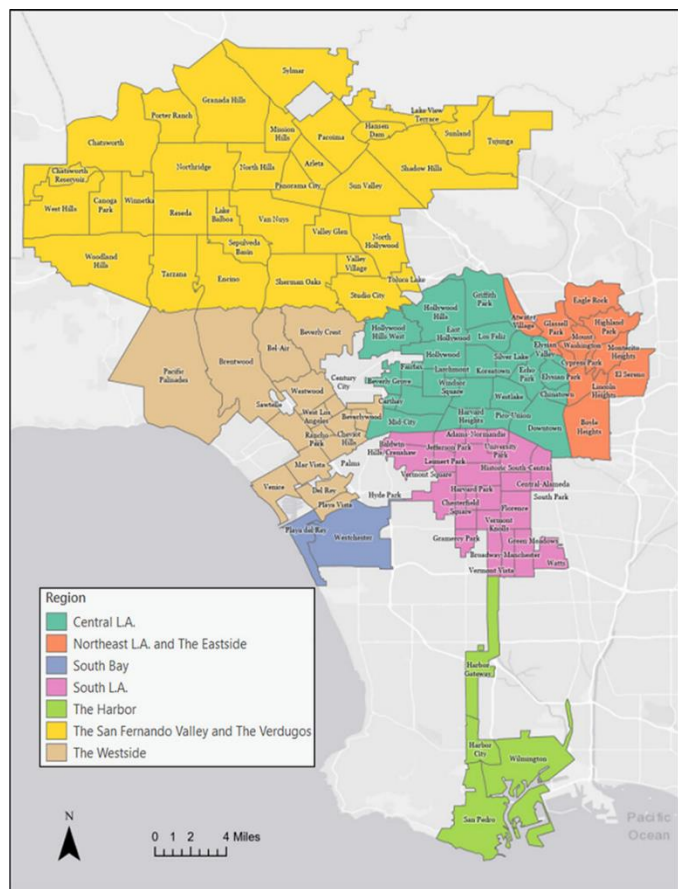 Sylmar
Granada Hills
Porter Ranch
Mission
Hills
Pacoima
Lake View
Terrace
Hansen
Dam
Sunland
Tujunga
Chatsworth
Northridge
North Hills
Arleta
Shadow Hills
Chatsworth
Reservoir
Panorama City
Sun Valley
West Hills
Canoga
Park
Winnetka
Reseda
Lake
Balboa
Van Nuys
Valley Glen
North
Hollywood
Sepulveda
Basin
Valley
Village
Woodland
Hills
Tarzana
Encino
Sherman Oaks
Toluca Lake
Studio City
Griffith
Park
Hollywood
Hills
Hollywood
Hills West
East
Hollywood
Los Feliz
Atwater
Village
Eagle Rock
Glassell
Park
Highland
Park
Mount
Washington
Montecito
Heights
Elysian
Valley
Cypress Park
El Sereno
Lincoln
Heights
Boyle
Heights
Beverly Crest
Bel-Air
Brentwood
Pacific
Palisades
Hollywood
Silver Lake
Fairfax
Larchmont
Koreatown
Echo
Park
Elysian Park
Beverly Grove
Windsor
Square
Westlake
Chinatown
Carthay
Harvard
Heights
Pico-Union
Mid-City
Downtown
Century
City
Westwood
Sawtelle
West Los
Angeles
Beverlywood
Rancho
Park
Cheviot
Hills
Palms
Mar Vista
Venice
Del Rey
Playa Vista
Adams-Normandie
Baldwin
Hills/Crenshaw
Jefferson Park
University
Park
Leimert Park
Historic South-Central
Vermont Square
Central-Alameda
Hyde Park
Harvard Park
South Park
Chesterfield
Square
Florence
Vermont
Knolls
Gramercy Park
Green Meadows
Broadway-Manchester
Watts
Vermont Vista
Playa del Rey
Westchester
Harbor
Gateway
Harbor
City
Wilmington
San Pedro
Region
Central L.A.
Northeast L.A. and The Eastside
South Bay
South L.A.
The Harbor
The San Fernando Valley and The Verdugos
The Westside
N
0 1 2 4 Miles
Pacific
Ocean